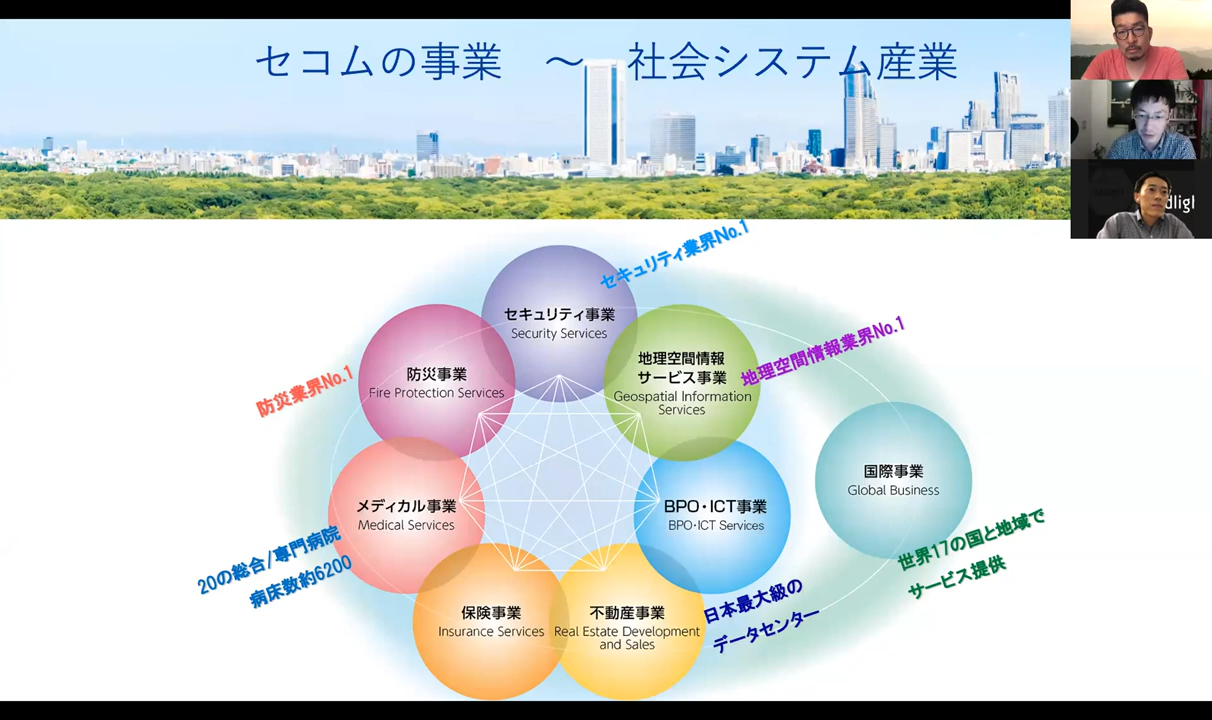 セコムの事業 ～ 社会システム産業
dligh
セキュリティ業界No.1
セキュリティ事業
Security Services
地理空間情報業界No.1
地理空間情報
サービス事業
Geospatial Information
Services
防災事業
Fire Protection Services
防災業界No.1
国際事業
Global Business
メディカル事業
Medical Services
BPO・ICT事業
BPO・ICT Services
世界17の国と地域で
サービス提供
20の総合/専門病院
病床数約6200
保険事業
Insurance Services
不動産事業
Real Estate Development
and Sales
日本最大級の
データセンター